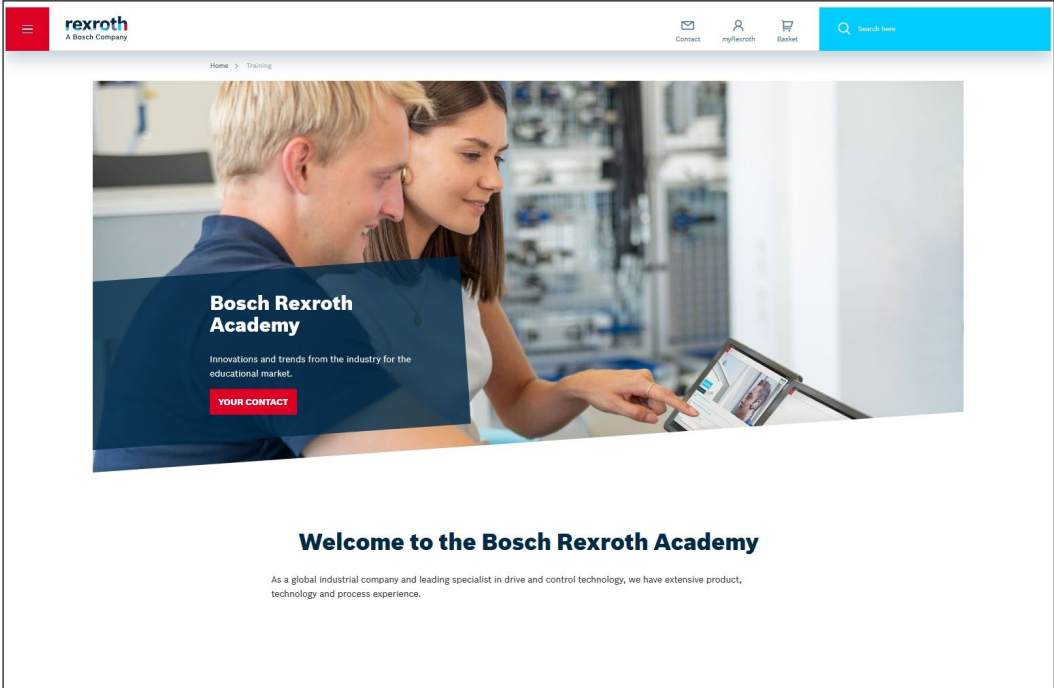 rexroth
A Bosch Company
Contact
myRexroth
Basket
Search here
Home > Training
Bosch Rexroth
Academy
Innovations and trends from the industry for the
educational market.
YOUR CONTACT
Welcome to the Bosch Rexroth Academy
As a global industrial company and leading specialist in drive and control technology, we have extensive product,
technology and process experience.